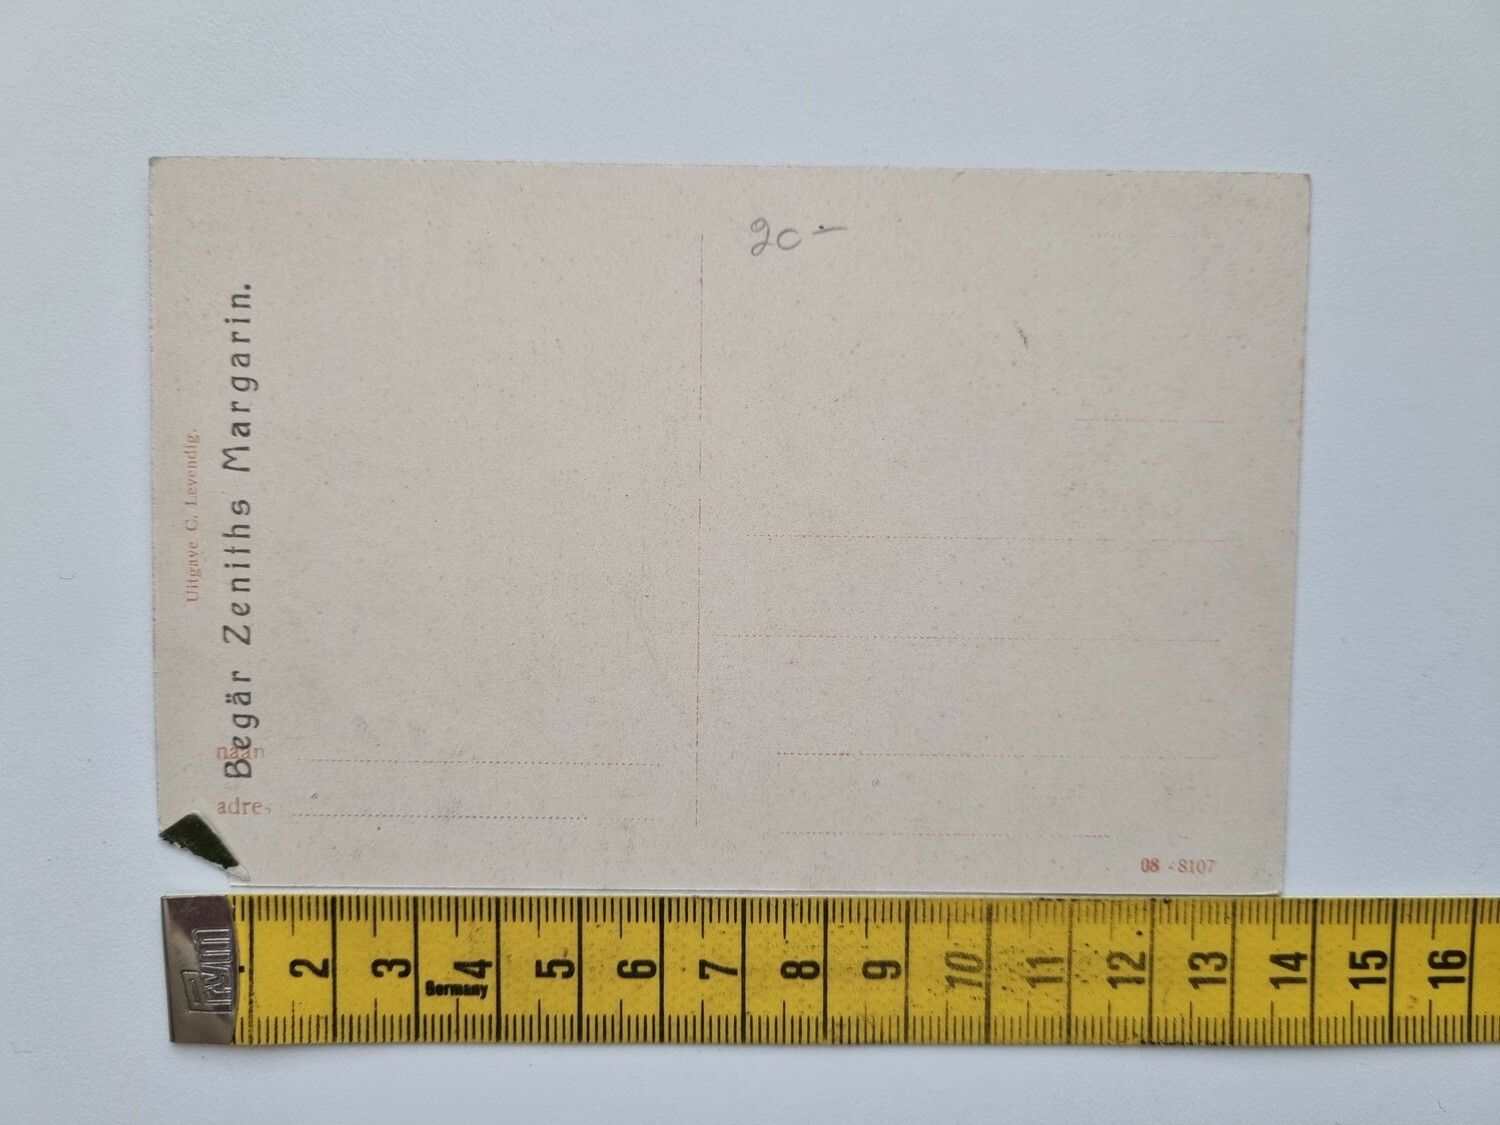 20 –
Uitgave C. Levendig.
Begär Zeniths Margarin.
naam
adres
08 8107
2 3 4 5 6 7 8 9 10 11 12 13 14 15 16
Germany